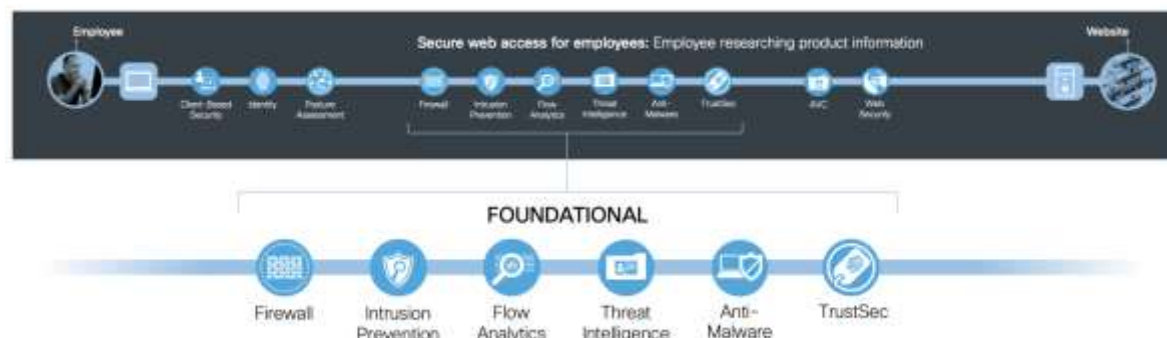 Employee
Website
Secure web access for employees: Employee researching product information
Client-Based
Security
Identity
Posture
Assessment
Firewall
Intrusion
Prevention
Flow
Analytics
Threat
Intelligence
Anti-
Malware
TrustSec
AVC
Web
Security
FOUNDATIONAL
Firewall
Intrusion
Prevention
Flow
Analytics
Threat
Intelligence
Anti-
Malware
TrustSec